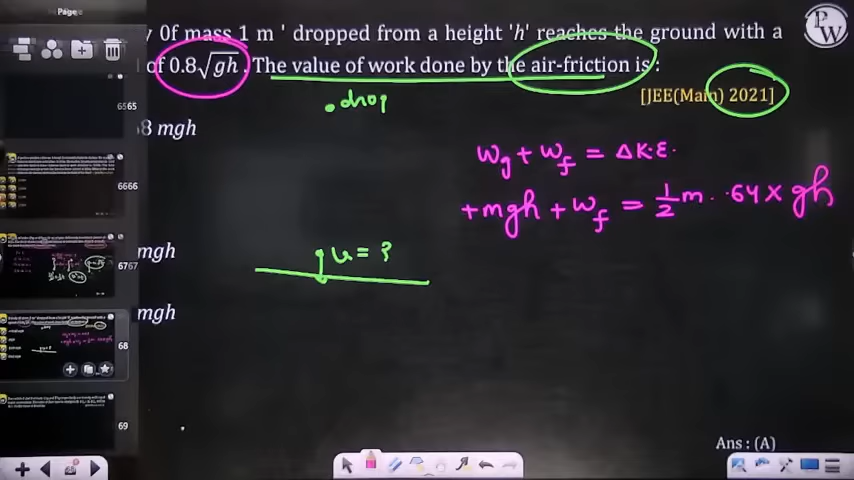 Page
y 0f mass 1 m ' dropped from a height 'h' reaches the ground with a
PW
of 0.8√gh. The value of work done by the air-friction is :
[JEE(Main) 2021]
.drop
68 mgh
Wg + Wf = ΔK.E.
+mgh + Wf = 1/2 m . .64 × gh
mgh
u = ?
mgh
6565
6666
6767
68
69
Ans : (A)